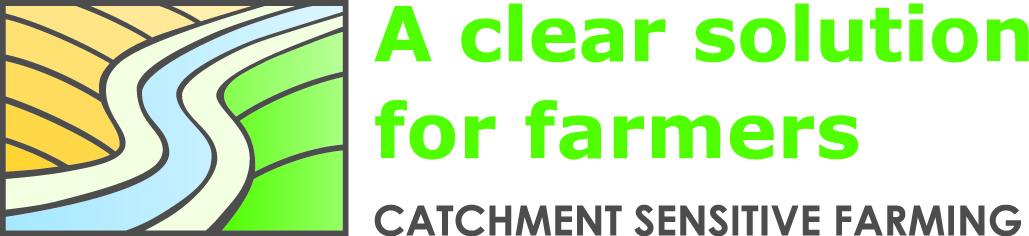 A clear solution
for farmers
CATCHMENT SENSITIVE FARMING